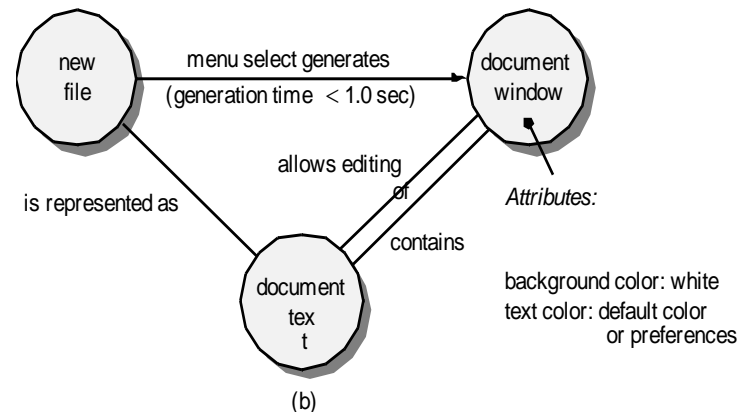 new
file
menu select generates
(generation time < 1.0 sec)
document
window
allows editing
of
is represented as
Attributes:
contains
document
tex
t
background color: white
text color: default color
or preferences
(b)